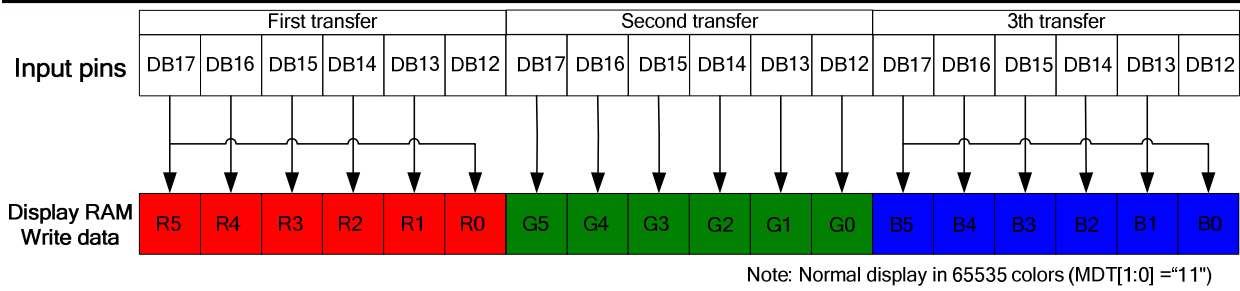 First transfer Second transfer 3th transfer
Input pins DB17 DB16 DB15 DB14 DB13 DB12 DB17 DB16 DB15 DB14 DB13 DB12 DB17 DB16 DB15 DB14 DB13 DB12
Display RAM
Write data
R5 R4 R3 R2 R1 R0 G5 G4 G3 G2 G1 G0 B5 B4 B3 B2 B1 B0
Note: Normal display in 65535 colors (MDT[1:0] =“11")